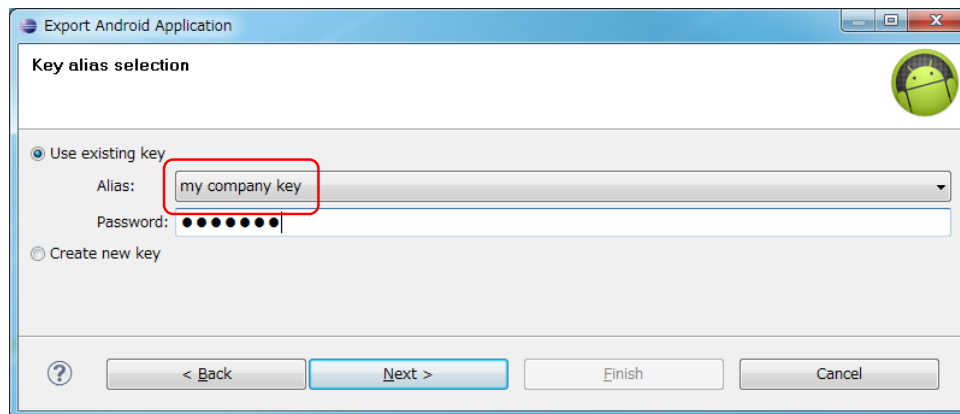 Export Android Application
Key alias selection
Use existing key
Alias: my company key
Password: ●●●●●●●
Create new key
? < Back Next > Finish Cancel